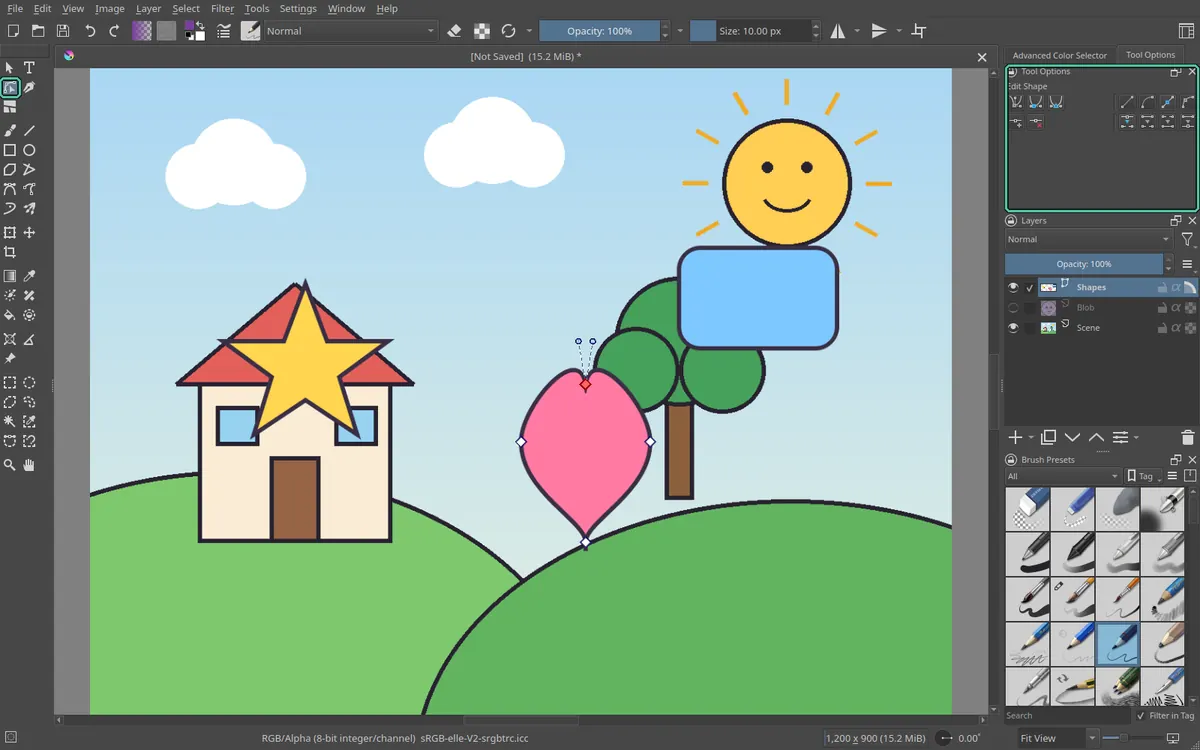 File Edit View Image Layer Select Filter Tools Settings Window Help
Normal Opacity: 100% Size: 10.00 px
[Not Saved] (15.2 MiB) *
Advanced Color Selector Tool Options
Tool Options
Edit Shape
Layers
Normal
Opacity: 100%
Shapes
Blob
Scene
Brush Presets
All Tag
Search Filter in Tag
RGB/Alpha (8-bit integer/channel) sRGB-elle-V2-srgbtrc.icc 1,200 x 900 (15.2 MiB) 0.00° Fit View